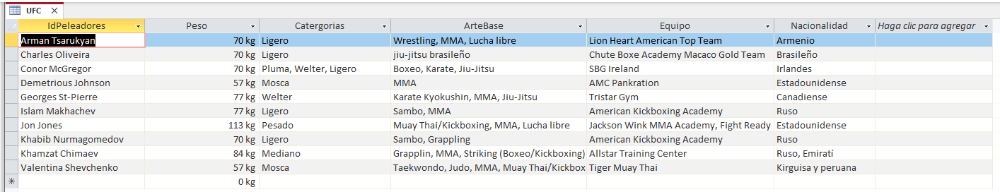 UFC
IdPeleadores Peso Catergorias ArteBase Equipo Nacionalidad Haga clic para agregar
Arman Tsarukyan 70 kg Ligero Wrestling, MMA, Lucha libre Lion Heart American Top Team Armenio
Charles Oliveira 70 kg Ligero jiu-jitsu brasileño Chute Boxe Academy Macaco Gold Team Brasileño
Conor McGregor 70 kg Pluma, Welter, Ligero Boxeo, Karate, Jiu-Jitsu SBG Ireland Irlandes
Demetrious Johnson 57 kg Mosca MMA AMC Pankration Estadounidense
Georges St-Pierre 77 kg Welter Karate Kyokushin, MMA, Jiu-Jitsu Tristar Gym Canadiense
Islam Makhachev 77 kg Ligero Sambo, MMA American Kickboxing Academy Ruso
Jon Jones 113 kg Pesado Muay Thai/Kickboxing, MMA, Lucha libre Jackson Wink MMA Academy, Fight Ready Estadounidense
Khabib Nurmagomedov 70 kg Ligero Sambo, Grappling American Kickboxing Academy Ruso
Khamzat Chimaev 84 kg Mediano Grapplin, MMA, Striking (Boxeo/Kickboxing) Allstar Training Center Ruso, Emiratí
Valentina Shevchenko 57 kg Mosca Taekwondo, Judo, MMA, Muay Thai/Kickbox Tiger Muay Thai Kirguisa y peruana
0 kg